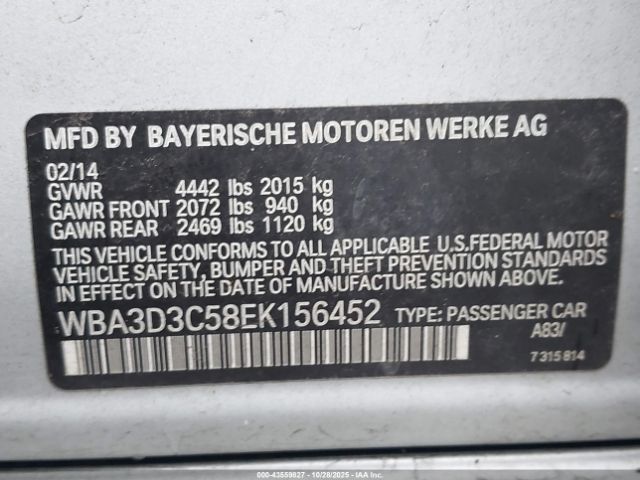 MFD BY BAYERISCHE MOTOREN WERKE AG
02/14
GVWR 4442 lbs 2015 kg
GAWR FRONT 2072 lbs 940 kg
GAWR REAR 2469 lbs 1120 kg
THIS VEHICLE CONFORMS TO ALL APPLICABLE U.S.FEDERAL MOTOR
VEHICLE SAFETY, BUMPER AND THEFT PREVENTION STANDARDS
IN EFFECT ON THE DATE OF MANUFACTURE SHOWN ABOVE.
WBA3D3C58EK156452 TYPE: PASSENGER CAR
A83/
7 315 814
000-43559827 10/28/2025 IAA Inc.